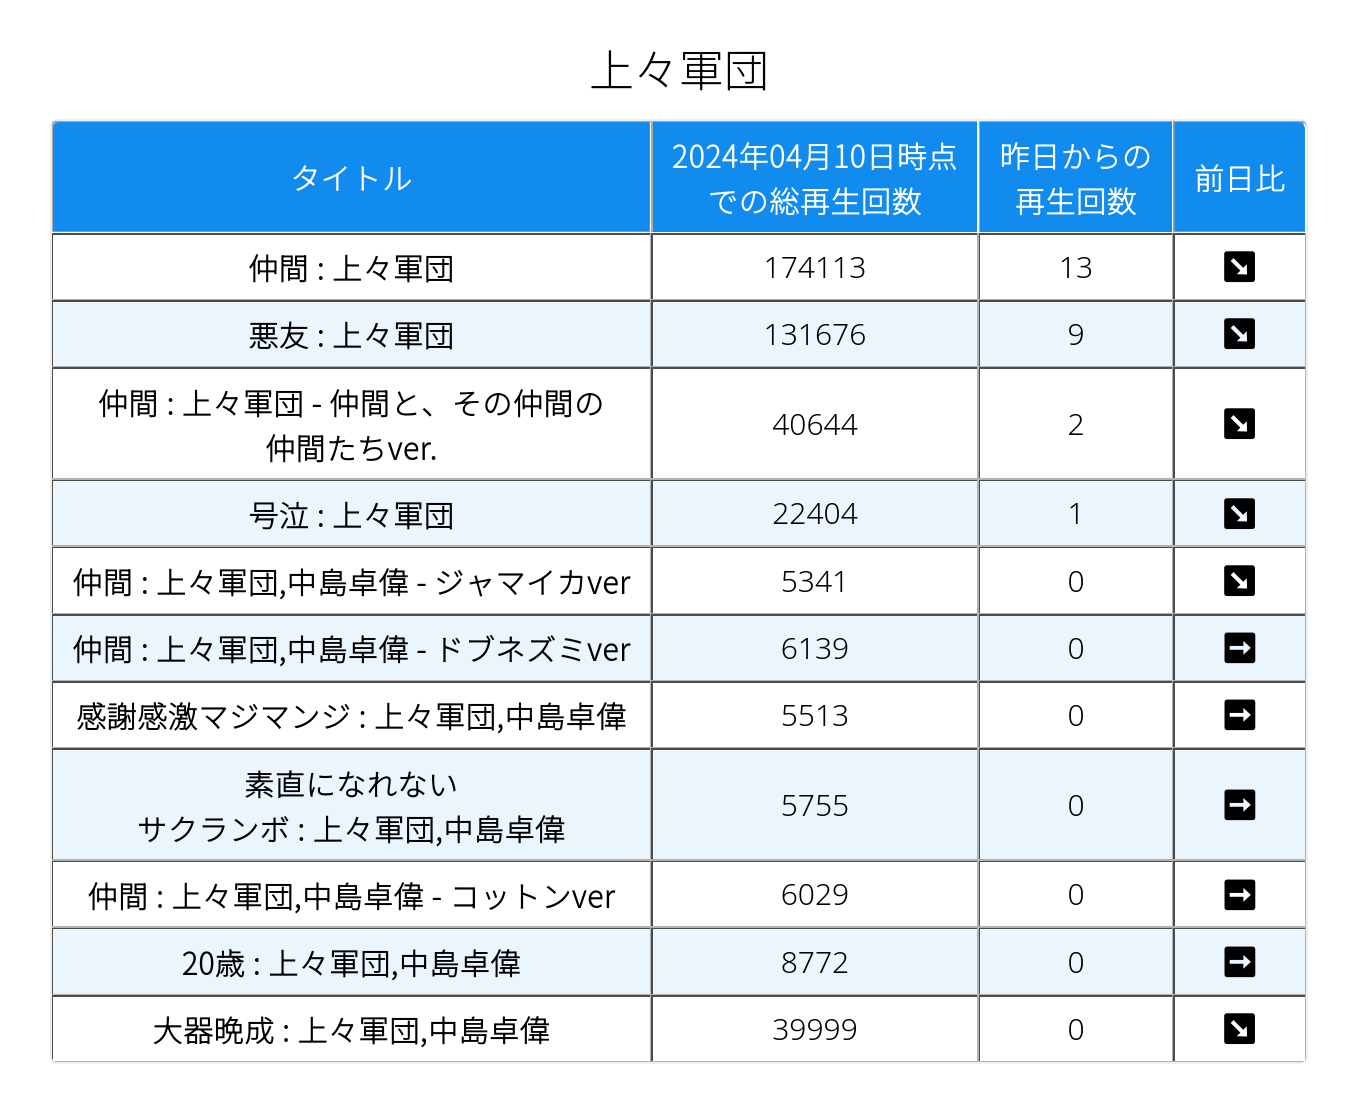 上々軍団
タイトル
2024年04月10日時点
での総再生回数
昨日からの
再生回数
前日比
仲間 : 上々軍団 174113 13 ↘
悪友 : 上々軍団 131676 9 ↘
仲間 : 上々軍団 - 仲間と、その仲間の
仲間たちver. 40644 2 ↘
号泣 : 上々軍団 22404 1 ↘
仲間 : 上々軍団,中島卓偉 - ジャマイカver 5341 0 ↘
仲間 : 上々軍団,中島卓偉 - ドブネズミver 6139 0 →
感謝感激マジマンジ : 上々軍団,中島卓偉 5513 0 →
素直になれない
サクランボ : 上々軍団,中島卓偉 5755 0 →
仲間 : 上々軍団,中島卓偉 - コットンver 6029 0 →
20歳 : 上々軍団,中島卓偉 8772 0 →
大器晩成 : 上々軍団,中島卓偉 39999 0 ↘